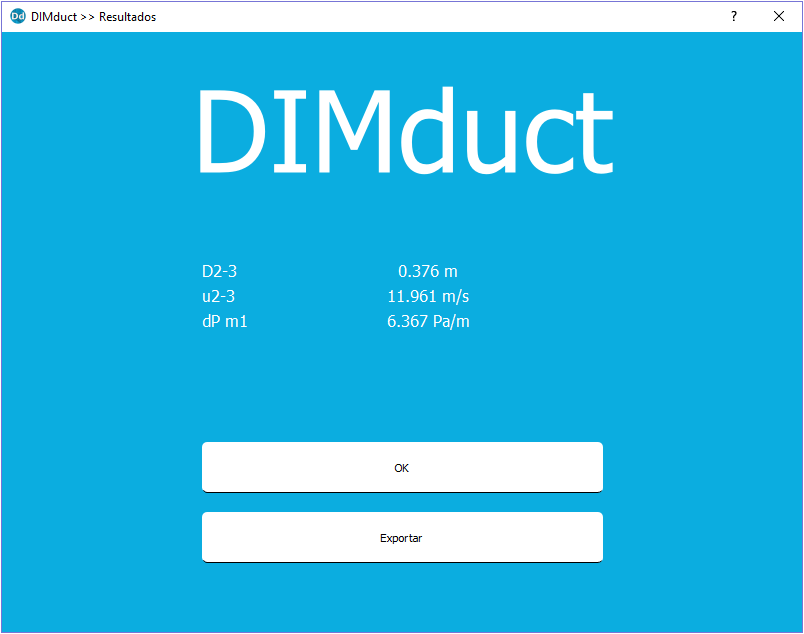 Dd DIMduct >> Resultados ?
DIMduct
D2-3 0.376 m
u2-3 11.961 m/s
dP m1 6.367 Pa/m
OK
Exportar